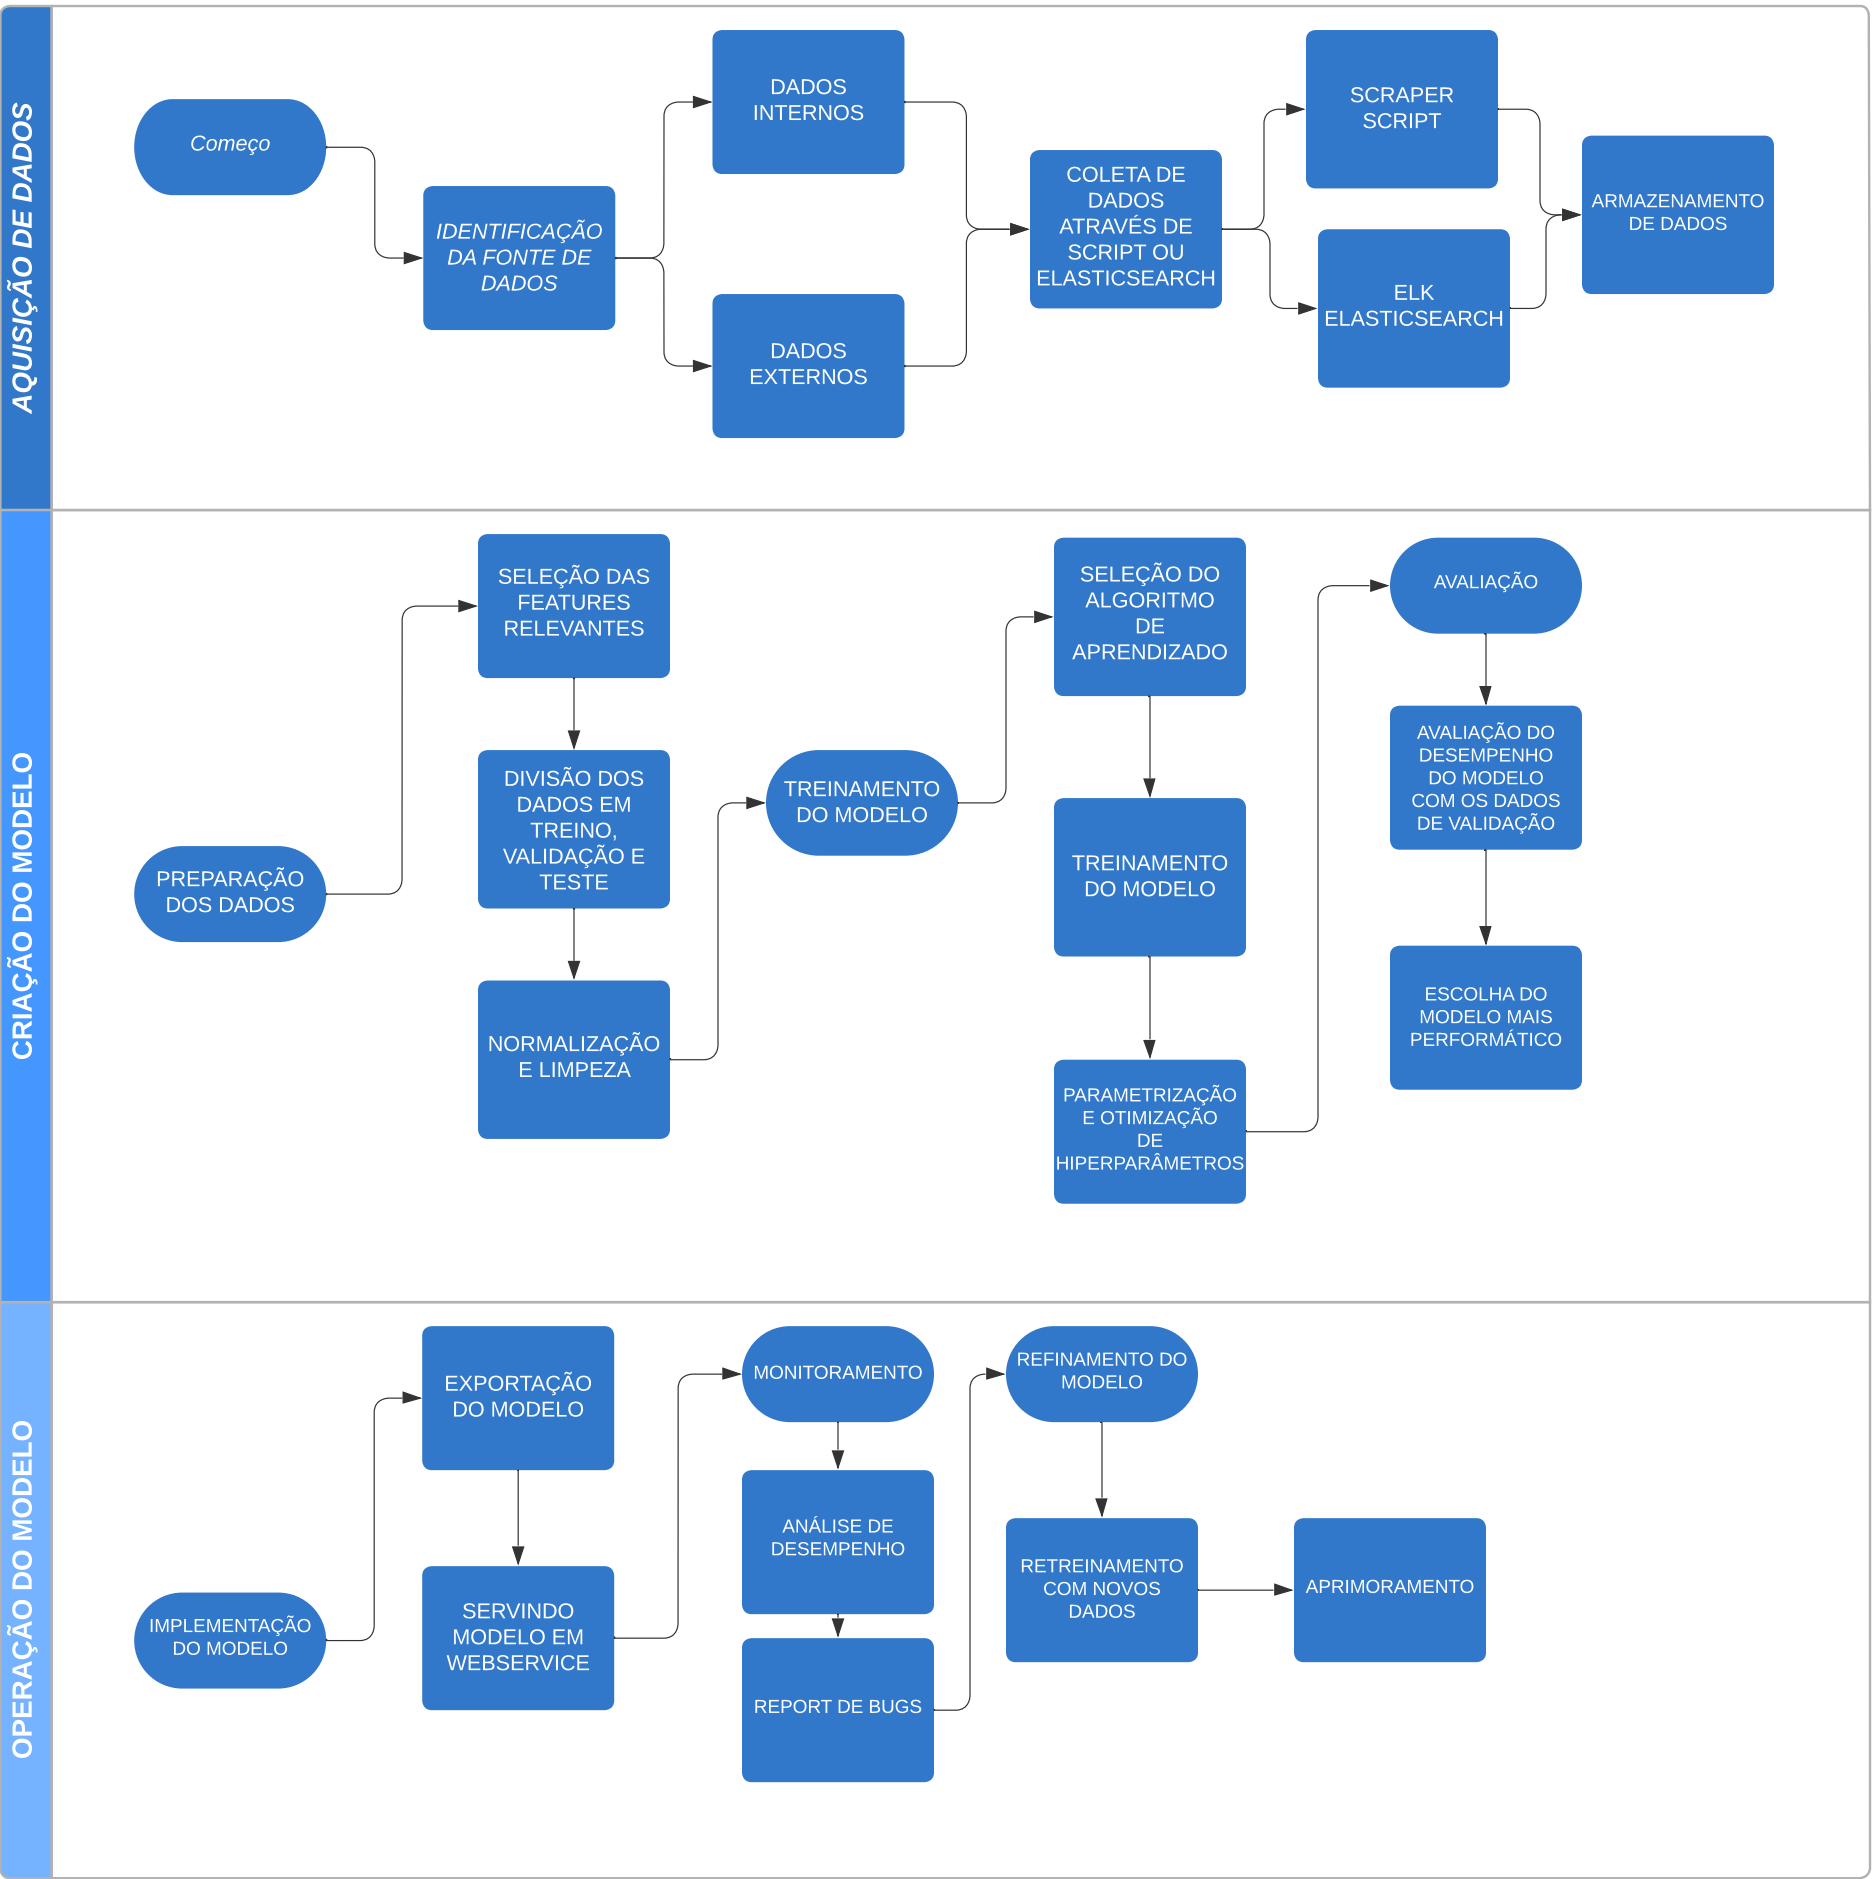 AQUISIÇÃO DE DADOS
Começo
IDENTIFICAÇÃO
DA FONTE DE
DADOS
DADOS
INTERNOS
DADOS
EXTERNOS
COLETA DE
DADOS
ATRAVÉS DE
SCRIPT OU
ELASTICSEARCH
SCRAPER
SCRIPT
ELK
ELASTICSEARCH
ARMAZENAMENTO
DE DADOS
CRIAÇÃO DO MODELO
PREPARAÇÃO
DOS DADOS
SELEÇÃO DAS
FEATURES
RELEVANTES
DIVISÃO DOS
DADOS EM
TREINO,
VALIDAÇÃO E
TESTE
NORMALIZAÇÃO
E LIMPEZA
TREINAMENTO
DO MODELO
SELEÇÃO DO
ALGORITMO
DE
APRENDIZADO
TREINAMENTO
DO MODELO
PARAMETRIZAÇÃO
E OTIMIZAÇÃO
DE
HIPERPARÂMETROS
AVALIAÇÃO
AVALIAÇÃO DO
DESEMPENHO
DO MODELO
COM OS DADOS
DE VALIDAÇÃO
ESCOLHA DO
MODELO MAIS
PERFORMÁTICO
OPERAÇÃO DO MODELO
IMPLEMENTAÇÃO
DO MODELO
EXPORTAÇÃO
DO MODELO
SERVINDO
MODELO EM
WEBSERVICE
MONITORAMENTO
ANÁLISE DE
DESEMPENHO
REPORT DE BUGS
REFINAMENTO DO
MODELO
RETREINAMENTO
COM NOVOS
DADOS
APRIMORAMENTO